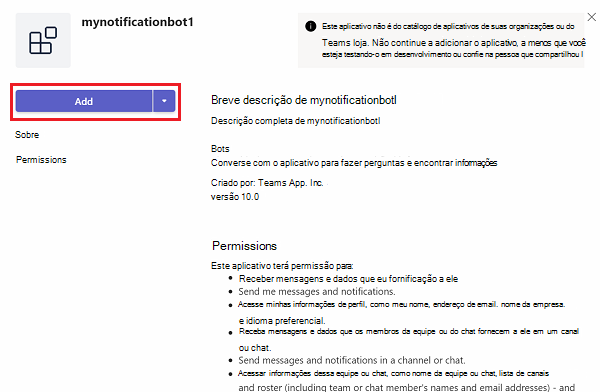 mynotificationbot1
Este aplicativo não é do catálogo de aplicativos de suas organizações ou do
Teams loja. Não continue a adicionar o aplicativo, a menos que você
esteja testando-o em desenvolvimento ou confie na pessoa que compartilhou l
Add
Sobre
Permissions
Breve descrição de mynotificationbotl
Descrição completa de mynotificationbotl
Bots
Converse com o aplicativo para fazer perguntas e encontrar informações
Criado por: Teams App. Inc.
versão 10.0
Permissions
Este aplicativo terá permissão para:
Receber mensagens e dados que eu fornificação a ele
Send me messages and notifications.
Acesse minhas informações de perfil, como meu nome, endereço de email. nome da empresa.
e idioma preferencial.
Receba mensagens e dados que os membros da equipe ou do chat fornecem a ele em um canal
ou chat.
Send messages and notifications in a channel or chat.
Acessar informações dessa equipe ou chat, como nome da equipe ou chat, lista de canais
and roster (including team or chat member's names and email addresses) - and